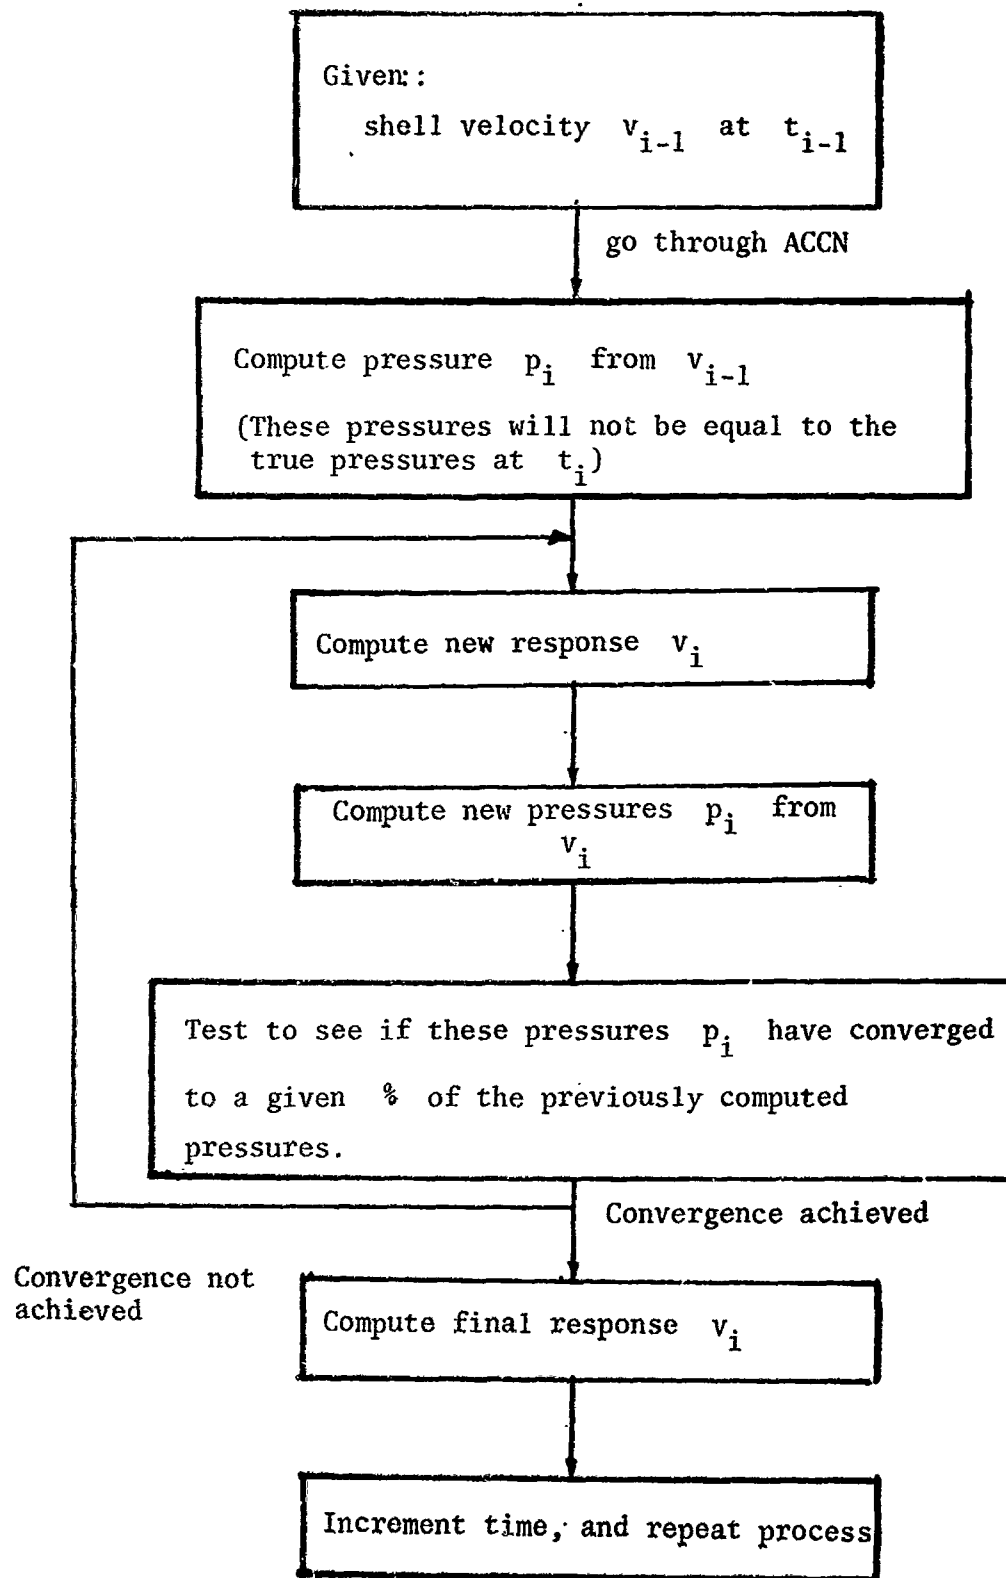 Given::
shell velocity v_{i-1} at t_{i-1}
go through ACCN
Compute pressure p_i from v_{i-1}
(These pressures will not be equal to the
true pressures at t_i)
Compute new response v_i
Compute new pressures p_i from
v_i
Test to see if these pressures p_i have converged
to a given % of the previously computed
pressures.
Convergence achieved
Convergence not
achieved
Compute final response v_i
Increment time, and repeat process